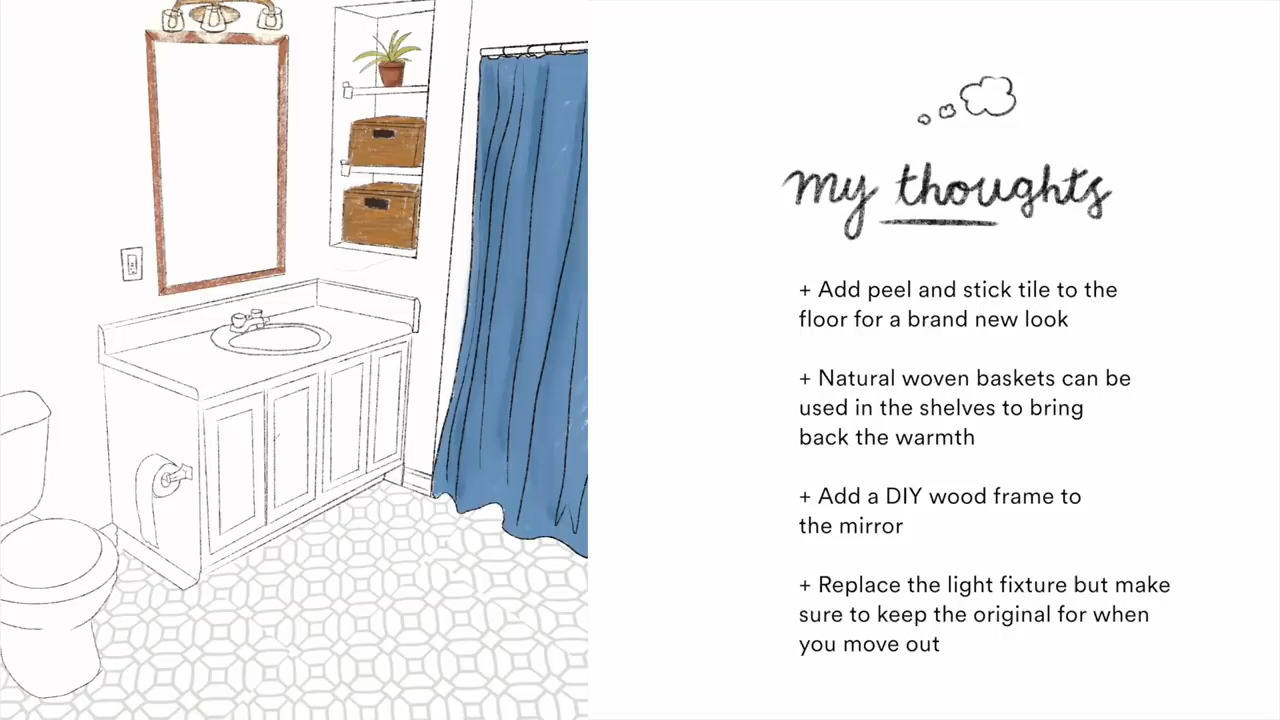 my thoughts
+ Add peel and stick tile to the
floor for a brand new look
+ Natural woven baskets can be
used in the shelves to bring
back the warmth
+ Add a DIY wood frame to
the mirror
+ Replace the light fixture but make
sure to keep the original for when
you move out